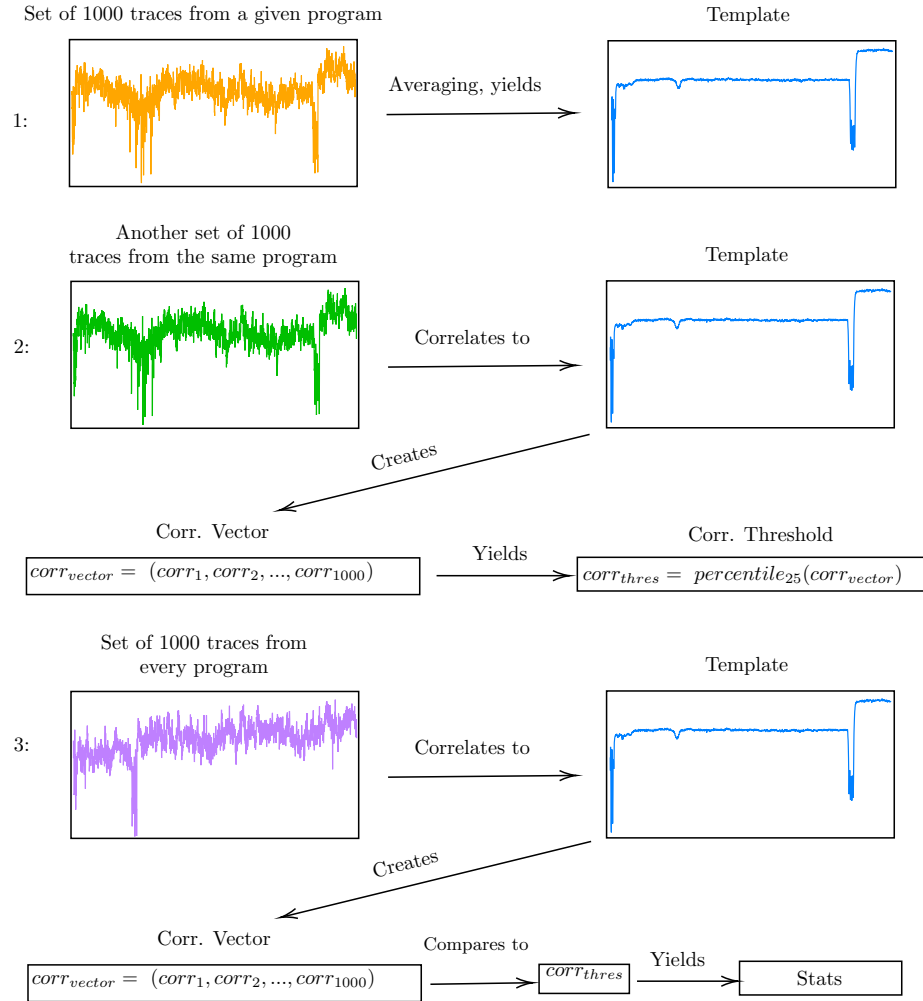 Set of 1000 traces from a given program
Template
1:
Averaging, yields
Another set of 1000
traces from the same program
Template
2:
Correlates to
Creates
Corr. Vector
Yields
Corr. Threshold
corr_vector = (corr_1, corr_2, ..., corr_1000)
corr_thres = percentile_25(corr_vector)
Set of 1000 traces from
every program
Template
3:
Correlates to
Creates
Corr. Vector
Compares to
Yields
corr_vector = (corr_1, corr_2, ..., corr_1000)
corr_thres
Stats